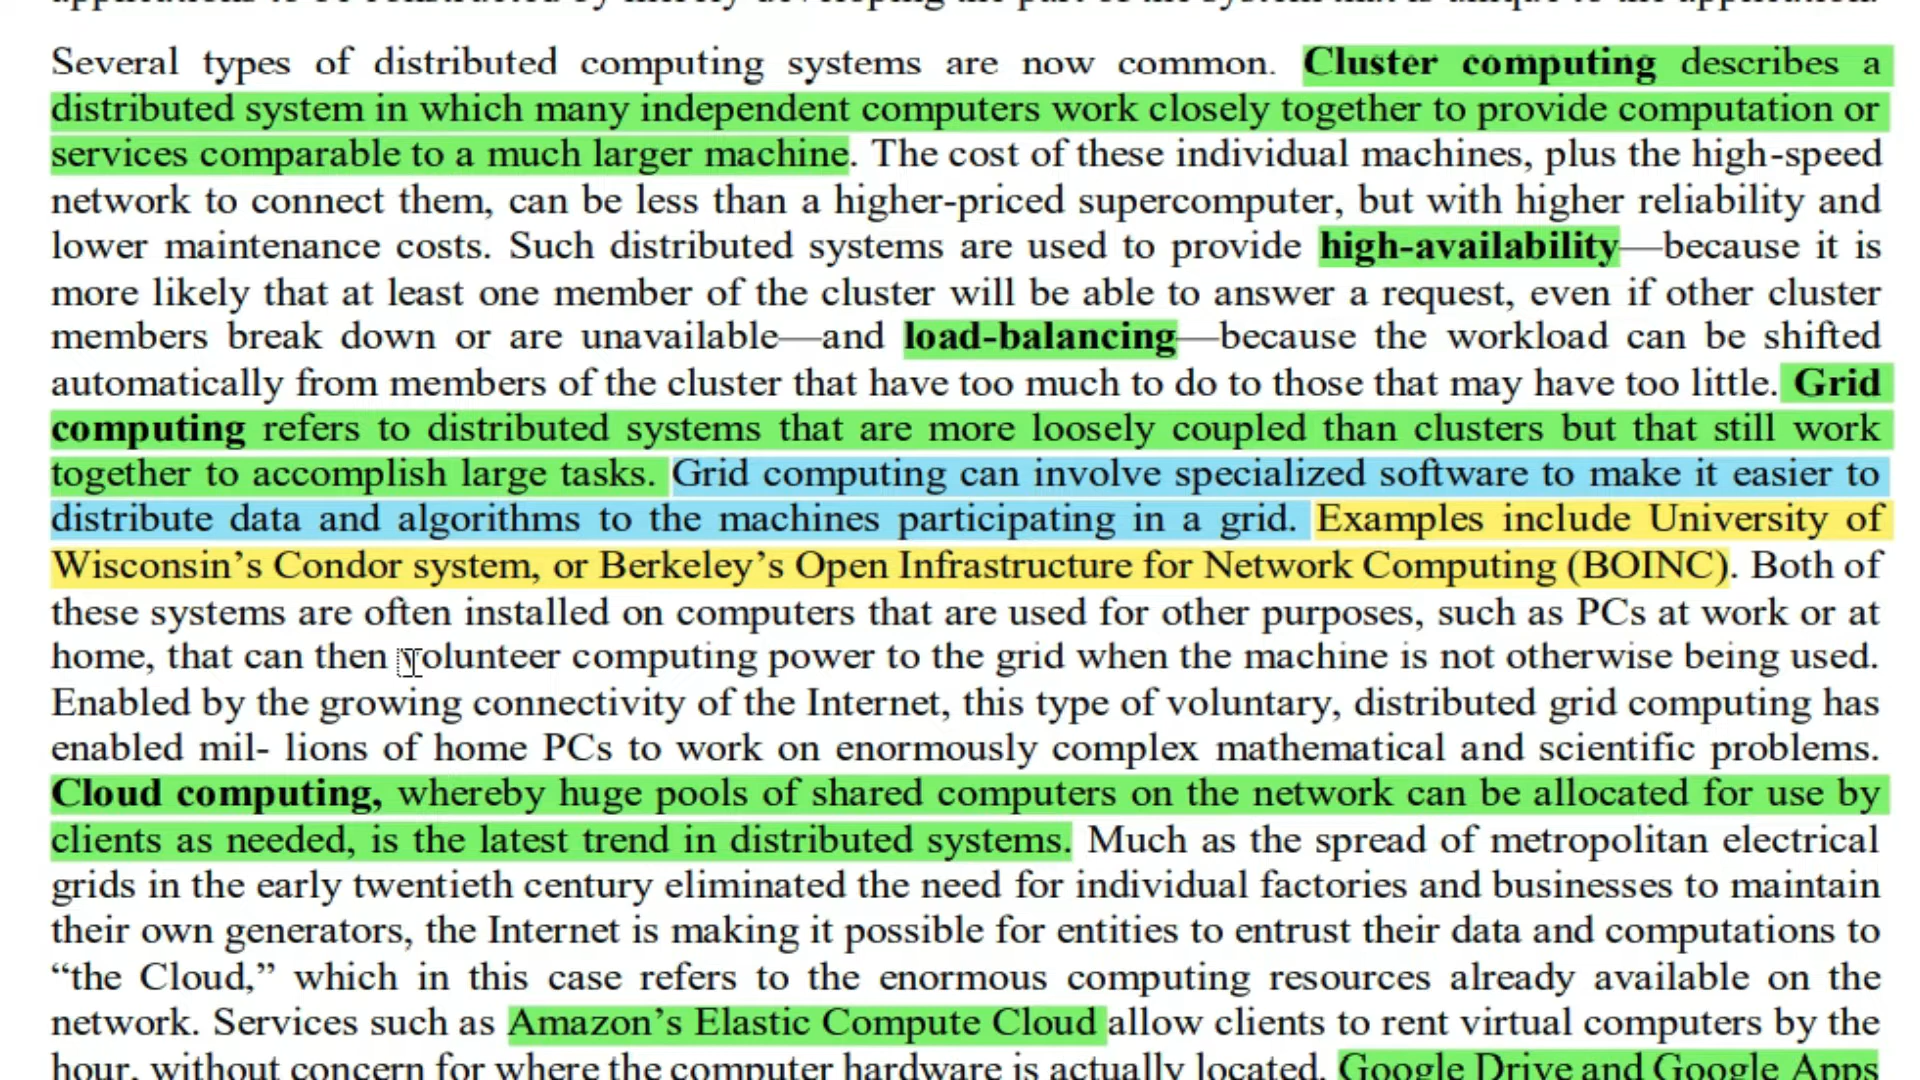 applications to be constructed by merely developing the part of the system that is unique to the application.
Several types of distributed computing systems are now common. Cluster computing describes a
distributed system in which many independent computers work closely together to provide computation or
services comparable to a much larger machine. The cost of these individual machines, plus the high-speed
network to connect them, can be less than a higher-priced supercomputer, but with higher reliability and
lower maintenance costs. Such distributed systems are used to provide high-availability—because it is
more likely that at least one member of the cluster will be able to answer a request, even if other cluster
members break down or are unavailable—and load-balancing—because the workload can be shifted
automatically from members of the cluster that have too much to do to those that may have too little. Grid
computing refers to distributed systems that are more loosely coupled than clusters but that still work
together to accomplish large tasks. Grid computing can involve specialized software to make it easier to
distribute data and algorithms to the machines participating in a grid. Examples include University of
Wisconsin’s Condor system, or Berkeley’s Open Infrastructure for Network Computing (BOINC). Both of
these systems are often installed on computers that are used for other purposes, such as PCs at work or at
home, that can then volunteer computing power to the grid when the machine is not otherwise being used.
Enabled by the growing connectivity of the Internet, this type of voluntary, distributed grid computing has
enabled mil- lions of home PCs to work on enormously complex mathematical and scientific problems.
Cloud computing, whereby huge pools of shared computers on the network can be allocated for use by
clients as needed, is the latest trend in distributed systems. Much as the spread of metropolitan electrical
grids in the early twentieth century eliminated the need for individual factories and businesses to maintain
their own generators, the Internet is making it possible for entities to entrust their data and computations to
“the Cloud,” which in this case refers to the enormous computing resources already available on the
network. Services such as Amazon’s Elastic Compute Cloud allow clients to rent virtual computers by the
hour, without concern for where the computer hardware is actually located. Google Drive and Google Apps